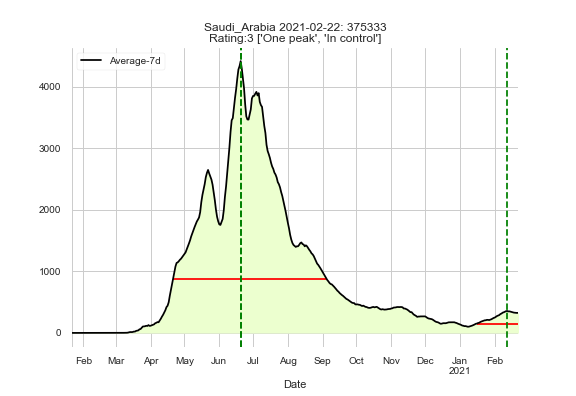 Saudi_Arabia 2021-02-22: 375333
Rating:3 ['One peak', 'In control']
Average-7d
4000
3000
2000
1000
0
Feb Mar Apr May Jun Jul Aug Sep Oct Nov Dec Jan Feb
2021
Date